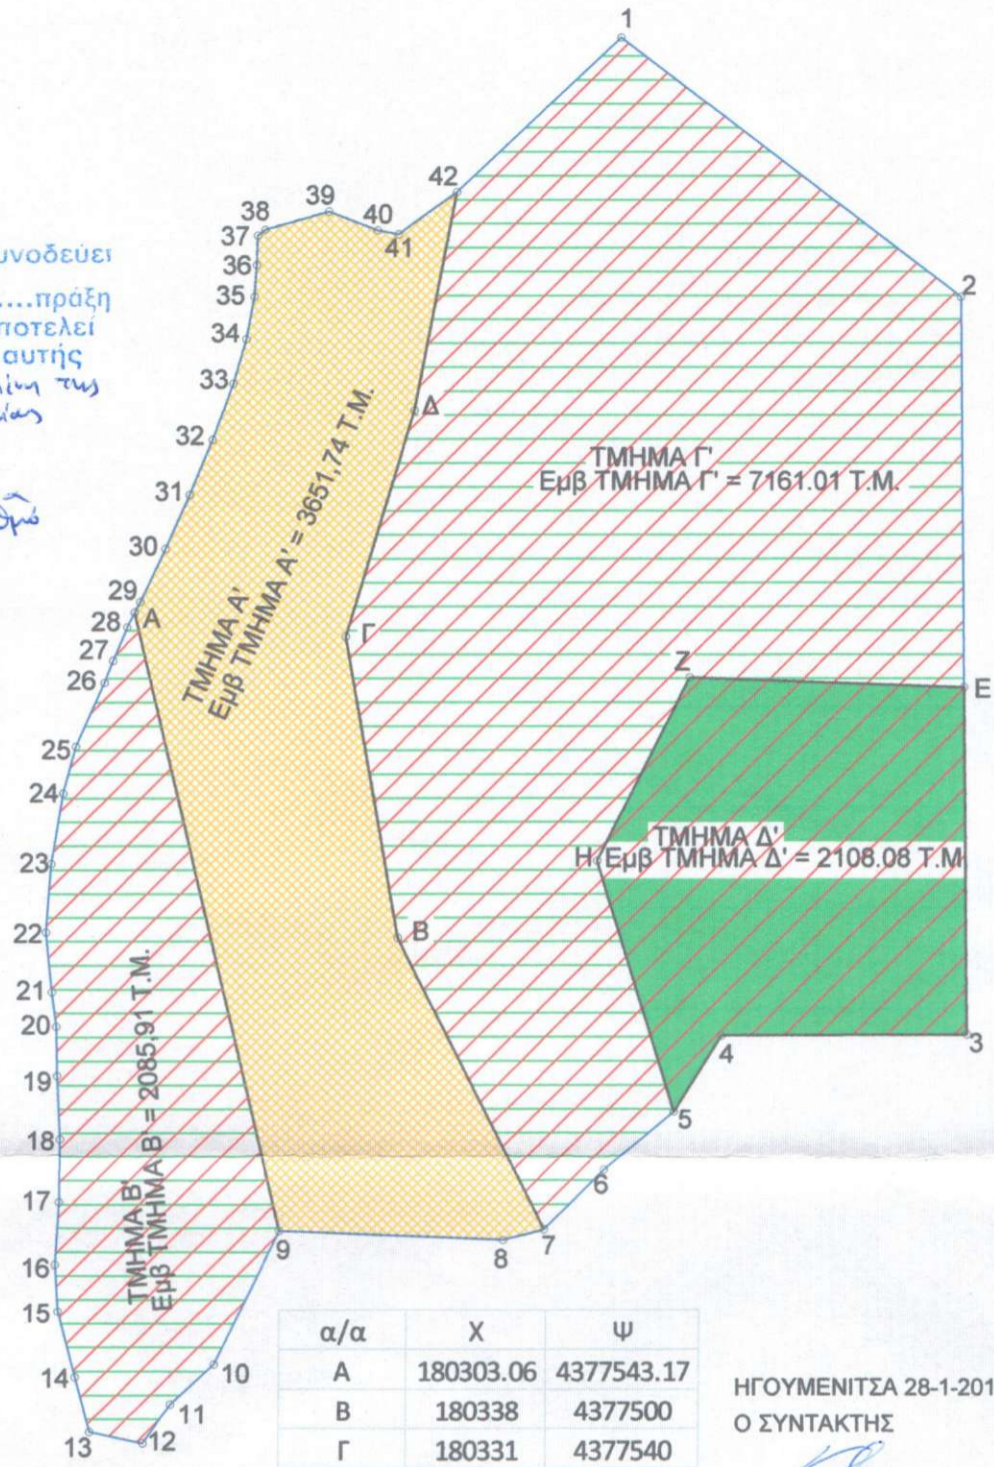 1
42
39
38
40
37
41
υνοδεύει
36
2
....πράξη
35
ποτελεί
34
αυτής
της
33
Δ
32
ΤΜΗΜΑ Γ'
Εμβ ΤΜΗΜΑ Γ' = 7161.01 Τ.Μ.
31
30
29
Α
28
Γ
27
Ζ
26
Ε
ΤΜΗΜΑ Α'
Εμβ ΤΜΗΜΑ Α' = 3651,74 Τ.Μ.
25
24
ΤΜΗΜΑ Δ'
23
Η
Εμβ ΤΜΗΜΑ Δ' = 2108.08 Τ.Μ
22
Β
21
20
3
4
19
5
18
6
17
ΤΜΗΜΑ Β'
Εμβ ΤΜΗΜΑ Β = 2085,91 Τ.Μ.
9
8
7
16
15
14
10
11
13
12
α/α Χ Ψ
Α 180303.06 4377543.17
Β 180338 4377500
Γ 180331 4377540
ΗΓΟΥΜΕΝΙΤΣΑ 28-1-201
Ο ΣΥΝΤΑΚΤΗΣ